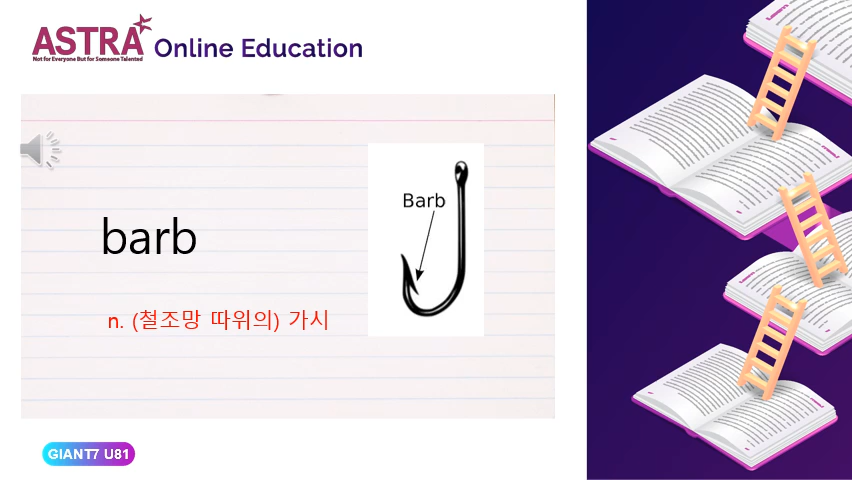 ASTRA Online Education
Not for Everyone But for Someone Talented
Barb
barb
n. (철조망 따위의) 가시
GIANT7 U81